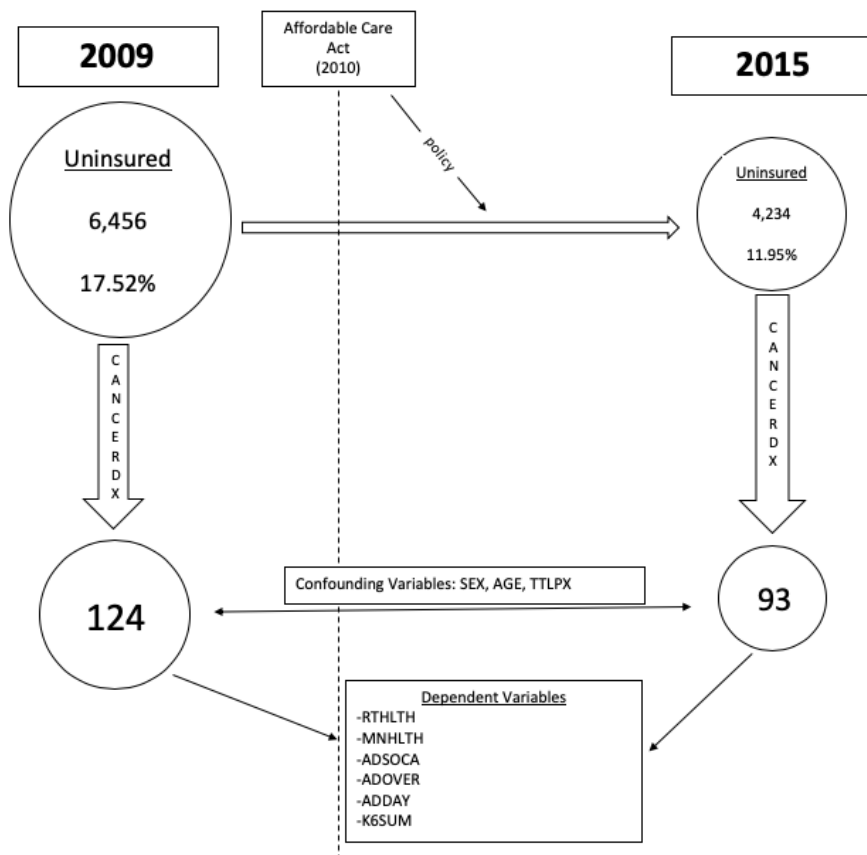 2009
Affordable Care
Act
(2010)
2015
policy
Uninsured
6,456
17.52%
Uninsured
4,234
11.95%
C
A
N
C
E
R
D
X
C
A
N
C
E
R
D
X
Confounding Variables: SEX, AGE, TTLPX
124
93
Dependent Variables
-RTHLTH
-MNHLTH
-ADSOCA
-ADOVER
-ADDAY
-K6SUM